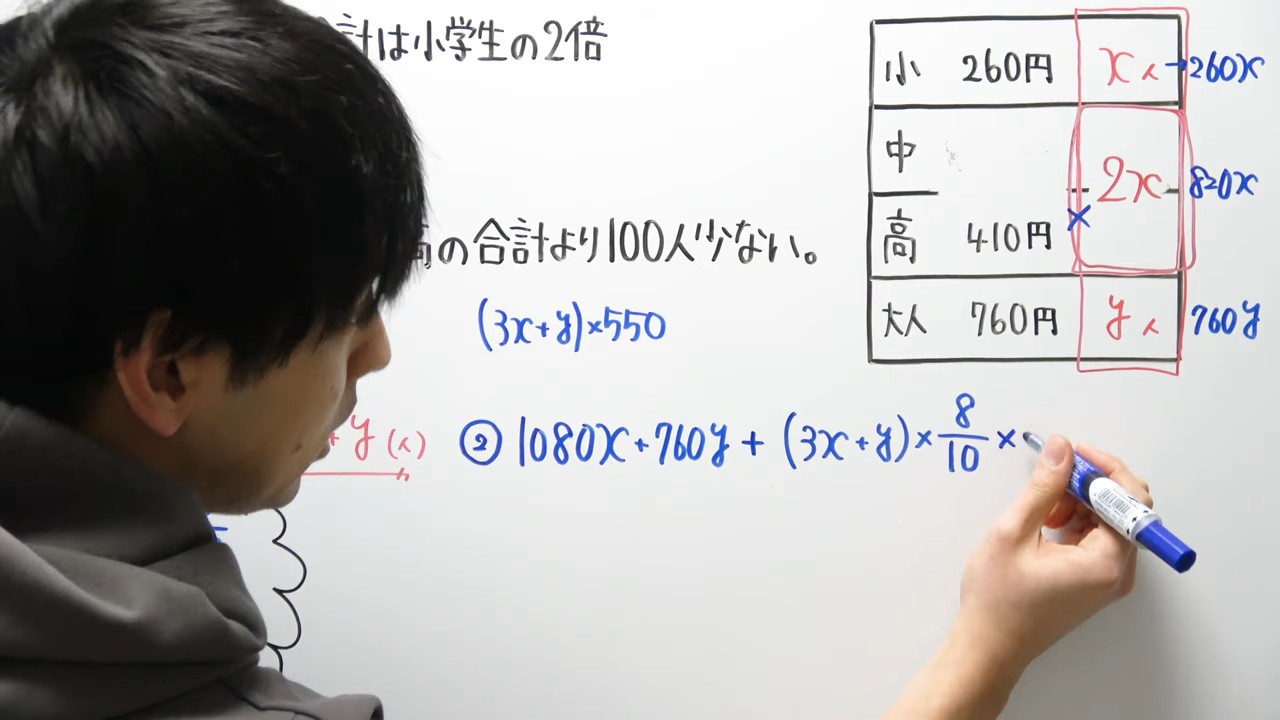 計は小学生の2倍
の合計より100人少ない。
(3x+y)×550
+y(人)
② 1080x+760y+(3x+y)×8/10×
小 260円 x人→260x
中
2x 820x
高 410円 ×
大人 760円 y人 760y